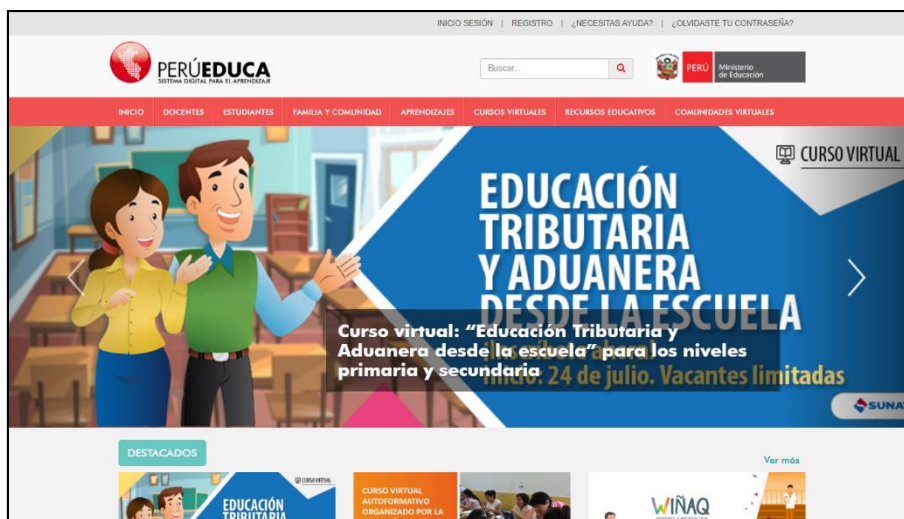 INICIO SESIÓN | REGISTRO | ¿NECESITAS AYUDA? | ¿OLVIDASTE TU CONTRASEÑA?
PERÚEDUCA
SISTEMA DIGITAL PARA EL APRENDIZAJE
Buscar...
PERÚ
Ministerio
de Educación
INICIO DOCENTES ESTUDIANTES FAMILIA Y COMUNIDAD APRENDIZAJES CURSOS VIRTUALES RECURSOS EDUCATIVOS COMUNIDADES VIRTUALES
CURSO VIRTUAL
EDUCACIÓN
TRIBUTARIA
Y ADUANERA
DESDE LA ESCUELA
Curso virtual: “Educación Tributaria y
Aduanera desde la escuela” para los niveles
primaria y secundaria
Inicio: 24 de julio. Vacantes limitadas
SUNA
DESTACADOS
Ver más
CURSO VIRTUAL
EDUCACIÓN
TRIBUTARIA
CURSO VIRTUAL
AUTOFORMATIVO
ORGANIZADO POR LA
WIÑAQ